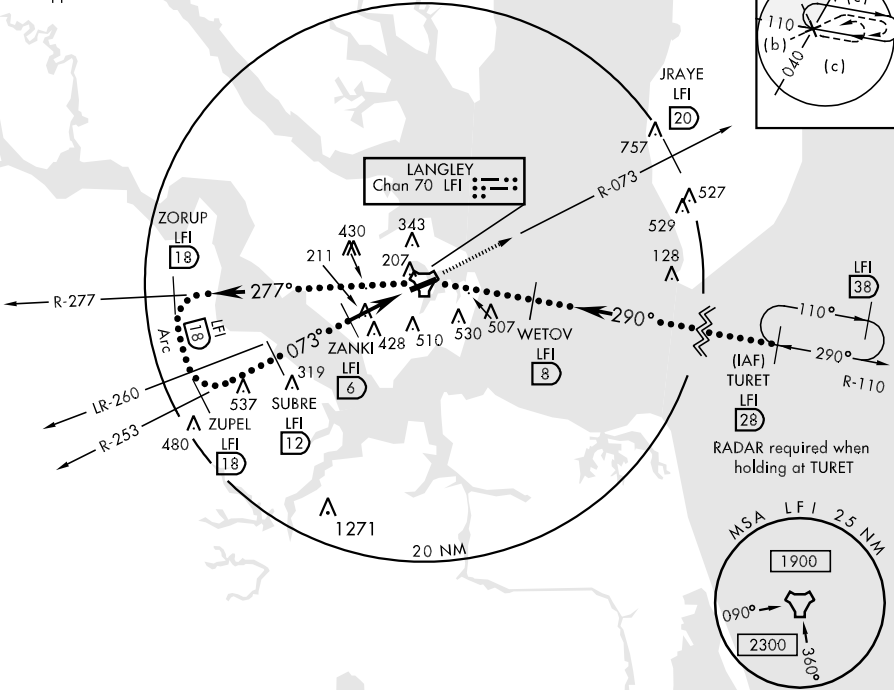 110
(b)
040
(c)
JRAYE
LFI
20
757
R-073
LANGLEY
Chan 70 LFI
527
529
128
ZORUP
LFI
18
430
343
211
207
R-277
277°
LFI
38
110°
290°
R-110
Arc
18
LFI
073°
ZANKI
LFI
6
428
510
530
507
WETOV
LFI
8
290°
(IAF)
TURET
LFI
28
LR-260
R-253
319
537
SUBRE
LFI
12
480
ZUPEL
LFI
18
RADAR required when
holding at TURET
1271
20 NM
MSA LFI 25 NM
1900
090°
2300
360°